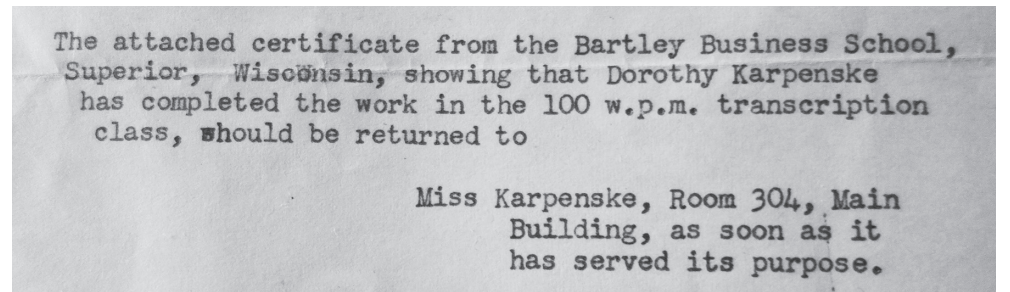 The attached certificate from the Bartley Business School,
Superior, Wisconsin, showing that Dorothy Karpenske
has completed the work in the 100 w.p.m. transcription
class, should be returned to
Miss Karpenske, Room 304, Main
Building, as soon as it
has served its purpose.